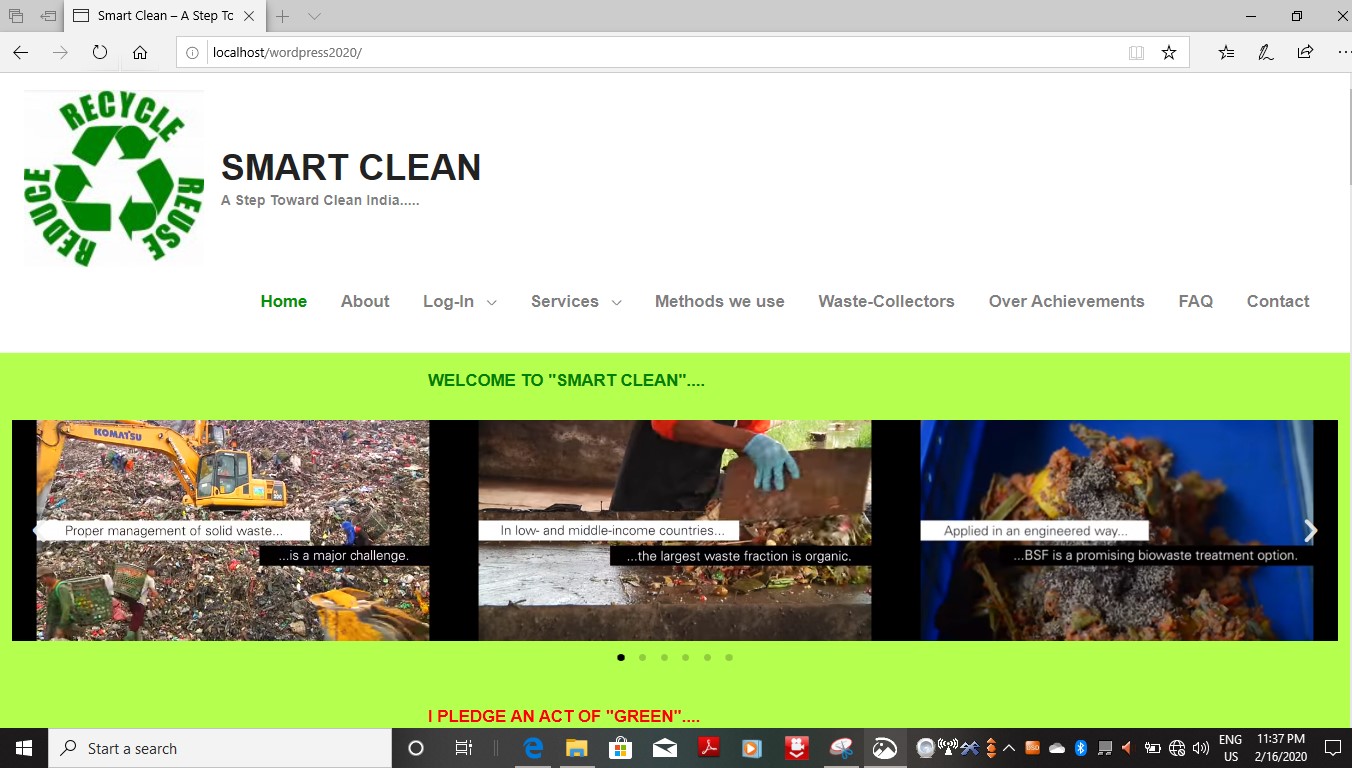 Smart Clean – A Step To
localhost/wordpress2020/
RECYCLE
REDUCE
REUSE
SMART CLEAN
A Step Toward Clean India.....
Home About Log-In Services Methods we use Waste-Collectors Over Achievements FAQ Contact
WELCOME TO "SMART CLEAN"....
KOMATSU
Proper management of solid waste...
...is a major challenge.
In low- and middle-income countries...
...the largest waste fraction is organic.
Applied in an engineered way...
...BSF is a promising biowaste treatment option.
I PLEDGE AN ACT OF "GREEN"....
Start a search
ENG
US
11:37 PM
2/16/2020